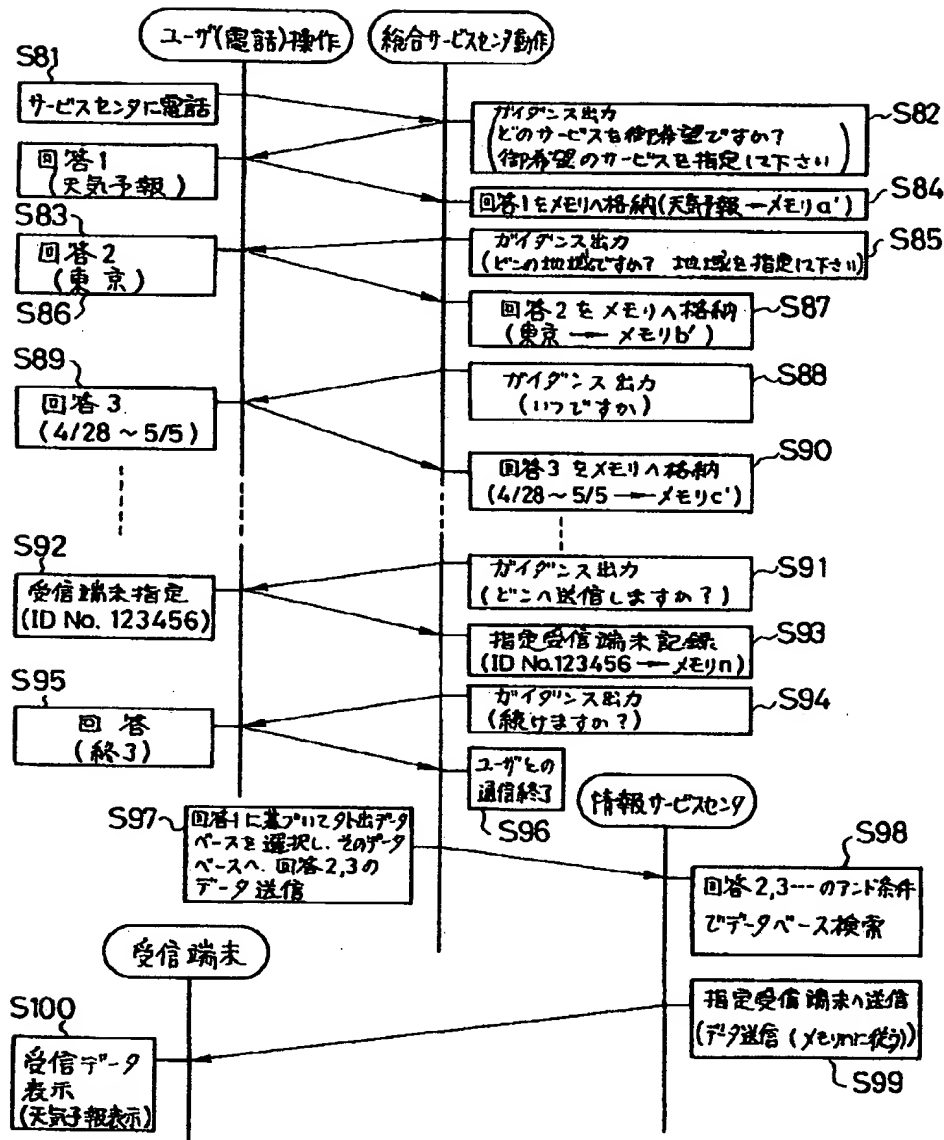 ユーザ(電話)操作
総合サービスセンタ動作
S81
サービスセンタに電話
S82
ガイダンス出力
(どのサービスを御希望ですか?
御希望のサービスを指定して下さい)
回答1
(天気予報)
S83
S84
回答1をメモリへ格納(天気予報→メモリa')
S85
ガイダンス出力
(どこの地域ですか? 地域を指定して下さい)
回答2
(東京)
S86
S87
回答2をメモリへ格納
(東京→メモリb')
S89
回答3
(4/28~5/5)
S88
ガイダンス出力
(いつですか)
S90
回答3をメモリへ格納
(4/28~5/5→メモリc')
S92
受信端末指定
(ID No. 123456)
S91
ガイダンス出力
(どこへ送信しますか?)
S93
指定受信端末記録
(ID No.123456→メモリn)
S95
回答
(終了)
S94
ガイダンス出力
(続けますか?)
ユーザとの
通信終了
S96
情報サービスセンタ
S97
回答1に基づいて外出データ
ベースを選択し、そのデータ
ベースへ、回答2,3の
データ送信
S98
回答2,3---のアンド条件
でデータベース検索
受信端末
指定受信端末へ送信
(データ送信(メモリnに従う))
S99
S100
受信データ
表示
(天気予報表示)